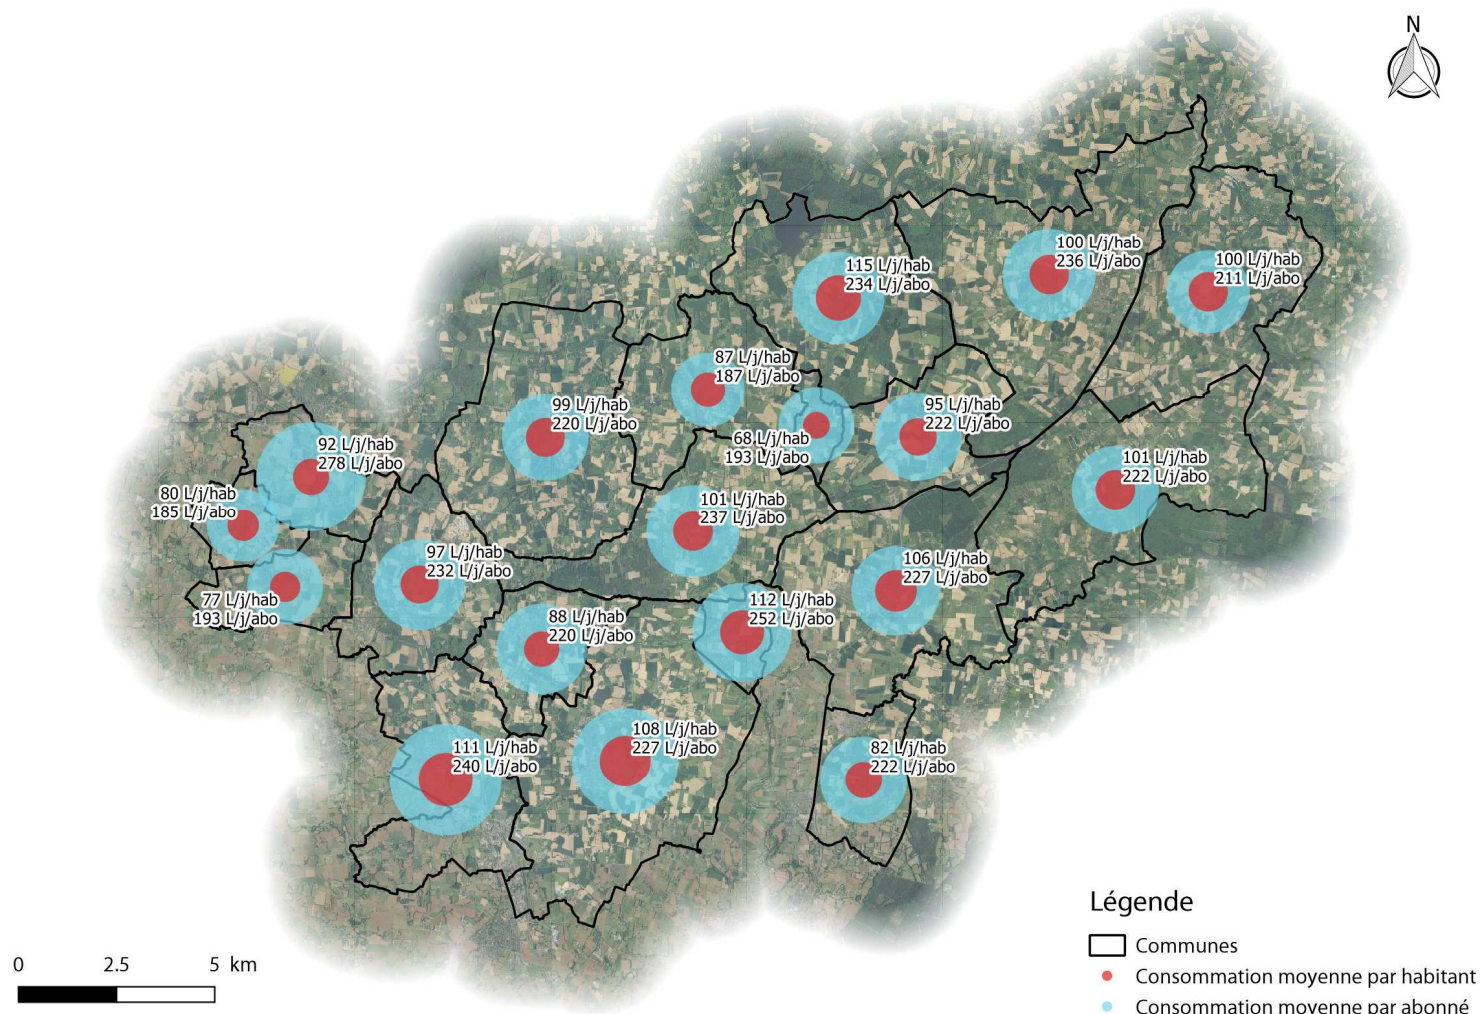 N
100 L/j/hab
236 L/j/abo
100 L/j/hab
211 L/j/abo
115 L/j/hab
234 L/j/abo
87 L/j/hab
187 L/j/abo
99 L/j/hab
220 L/j/abo
68 L/j/hab
193 L/j/abo
95 L/j/hab
222 L/j/abo
92 L/j/hab
278 L/j/abo
101 L/j/hab
222 L/j/abo
80 L/j/hab
185 L/j/abo
101 L/j/hab
237 L/j/abo
97 L/j/hab
232 L/j/abo
106 L/j/hab
227 L/j/abo
77 L/j/hab
193 L/j/abo
88 L/j/hab
220 L/j/abo
112 L/j/hab
252 L/j/abo
108 L/j/hab
227 L/j/abo
111 L/j/hab
240 L/j/abo
82 L/j/hab
222 L/j/abo
Légende
Communes
Consommation moyenne par habitant
Consommation moyenne par abonné
0 2.5 5 km